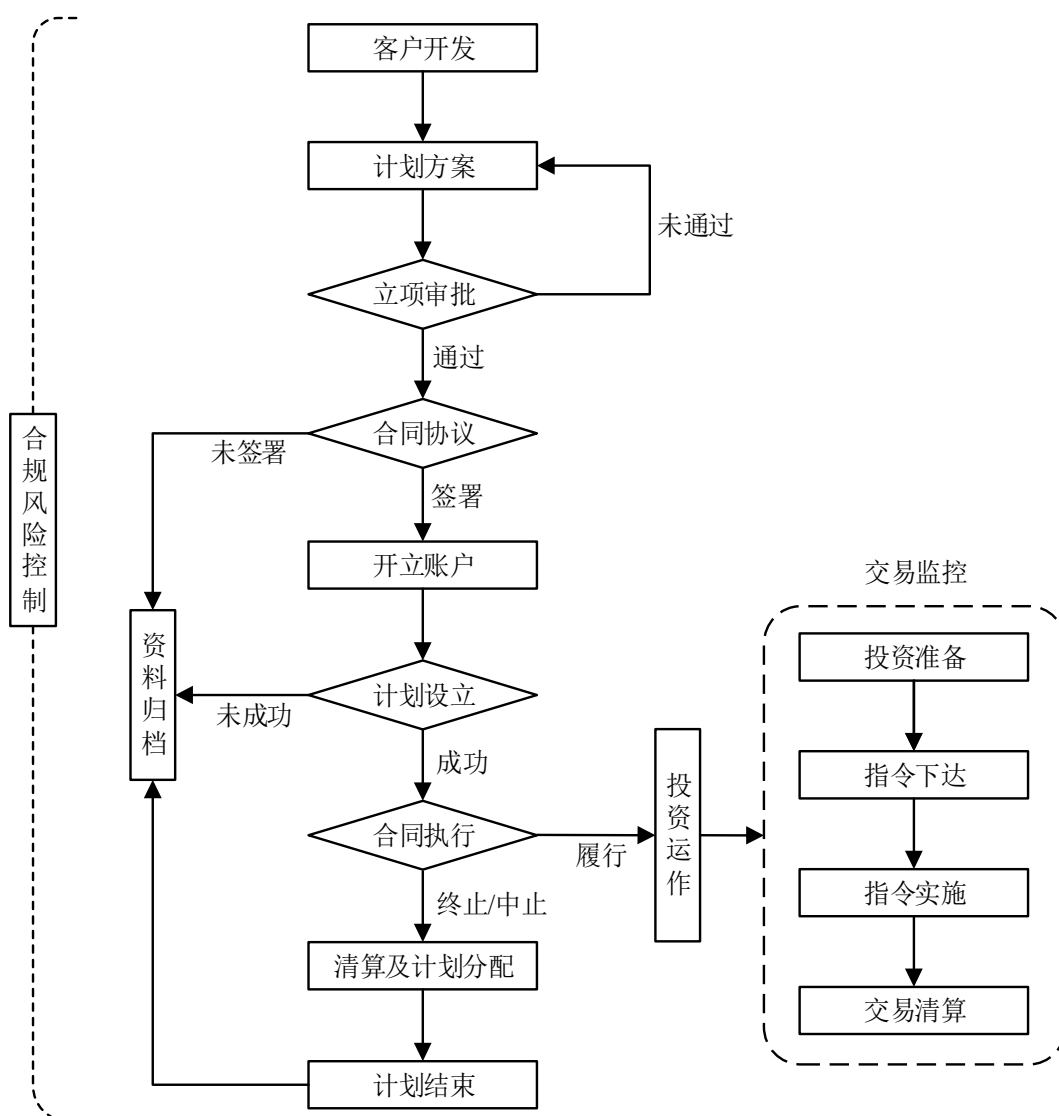 客户开发
计划方案
未通过
立项审批
通过
合同协议
未签署
签署
合规风险控制
开立账户
交易监控
资料归档
投资准备
计划设立
未成功
成功
指令下达
投资运作
合同执行
履行
指令实施
终止/中止
清算及计划分配
交易清算
计划结束